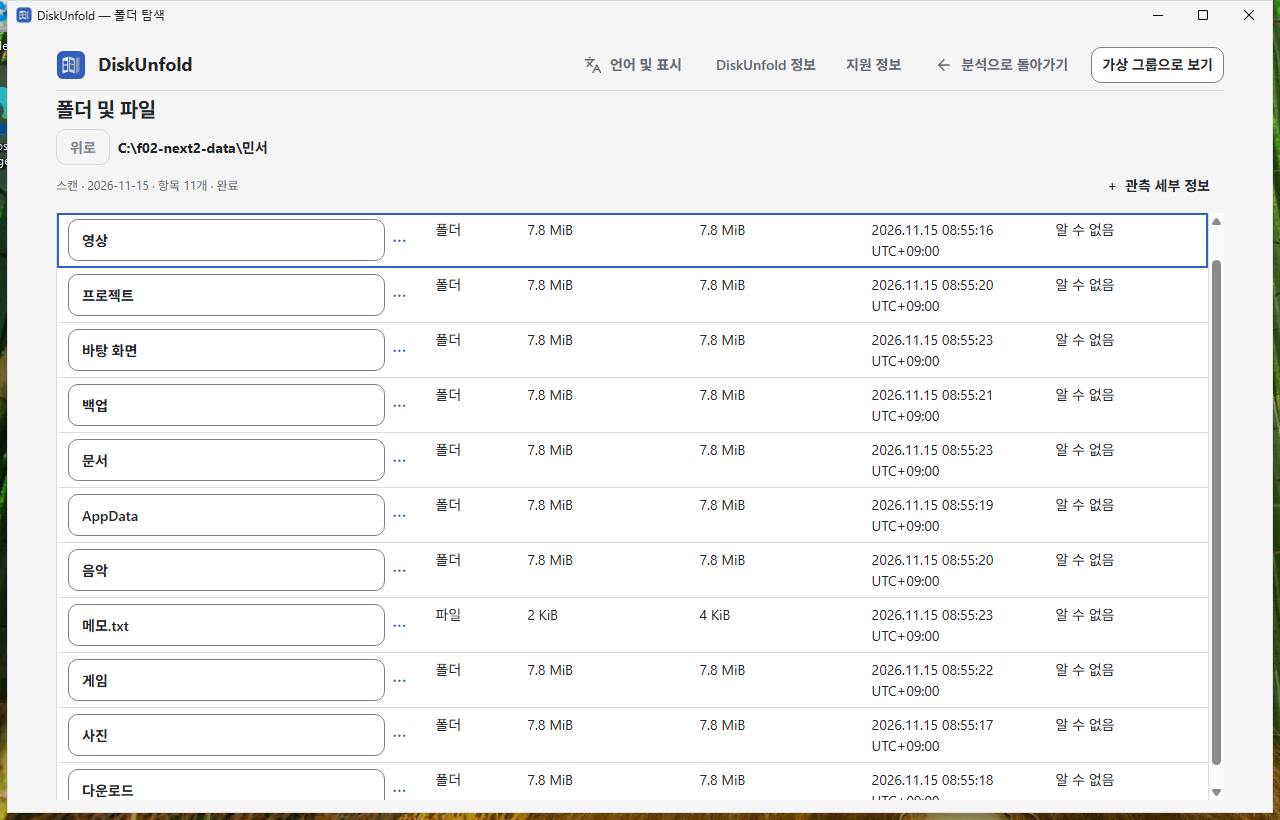 DiskUnfold — 폴더 탐색
DiskUnfold
언어 및 표시
DiskUnfold 정보
지원 정보
← 분석으로 돌아가기
가상 그룹으로 보기
폴더 및 파일
위로 C:\f02-next2-data\민서
스캔 · 2026-11-15 · 항목 11개 · 완료
+ 관측 세부 정보
영상 ··· 폴더 7.8 MiB 7.8 MiB 2026.11.15 08:55:16 알 수 없음
UTC+09:00
프로젝트 ··· 폴더 7.8 MiB 7.8 MiB 2026.11.15 08:55:20 알 수 없음
UTC+09:00
바탕 화면 ··· 폴더 7.8 MiB 7.8 MiB 2026.11.15 08:55:23 알 수 없음
UTC+09:00
백업 ··· 폴더 7.8 MiB 7.8 MiB 2026.11.15 08:55:21 알 수 없음
UTC+09:00
문서 ··· 폴더 7.8 MiB 7.8 MiB 2026.11.15 08:55:23 알 수 없음
UTC+09:00
AppData ··· 폴더 7.8 MiB 7.8 MiB 2026.11.15 08:55:19 알 수 없음
UTC+09:00
음악 ··· 폴더 7.8 MiB 7.8 MiB 2026.11.15 08:55:20 알 수 없음
UTC+09:00
메모.txt ··· 파일 2 KiB 4 KiB 2026.11.15 08:55:23 알 수 없음
UTC+09:00
게임 ··· 폴더 7.8 MiB 7.8 MiB 2026.11.15 08:55:22 알 수 없음
UTC+09:00
사진 ··· 폴더 7.8 MiB 7.8 MiB 2026.11.15 08:55:17 알 수 없음
UTC+09:00
다운로드 ··· 폴더 7.8 MiB 7.8 MiB 2026.11.15 08:55:18 알 수 없음
UTC+09:00